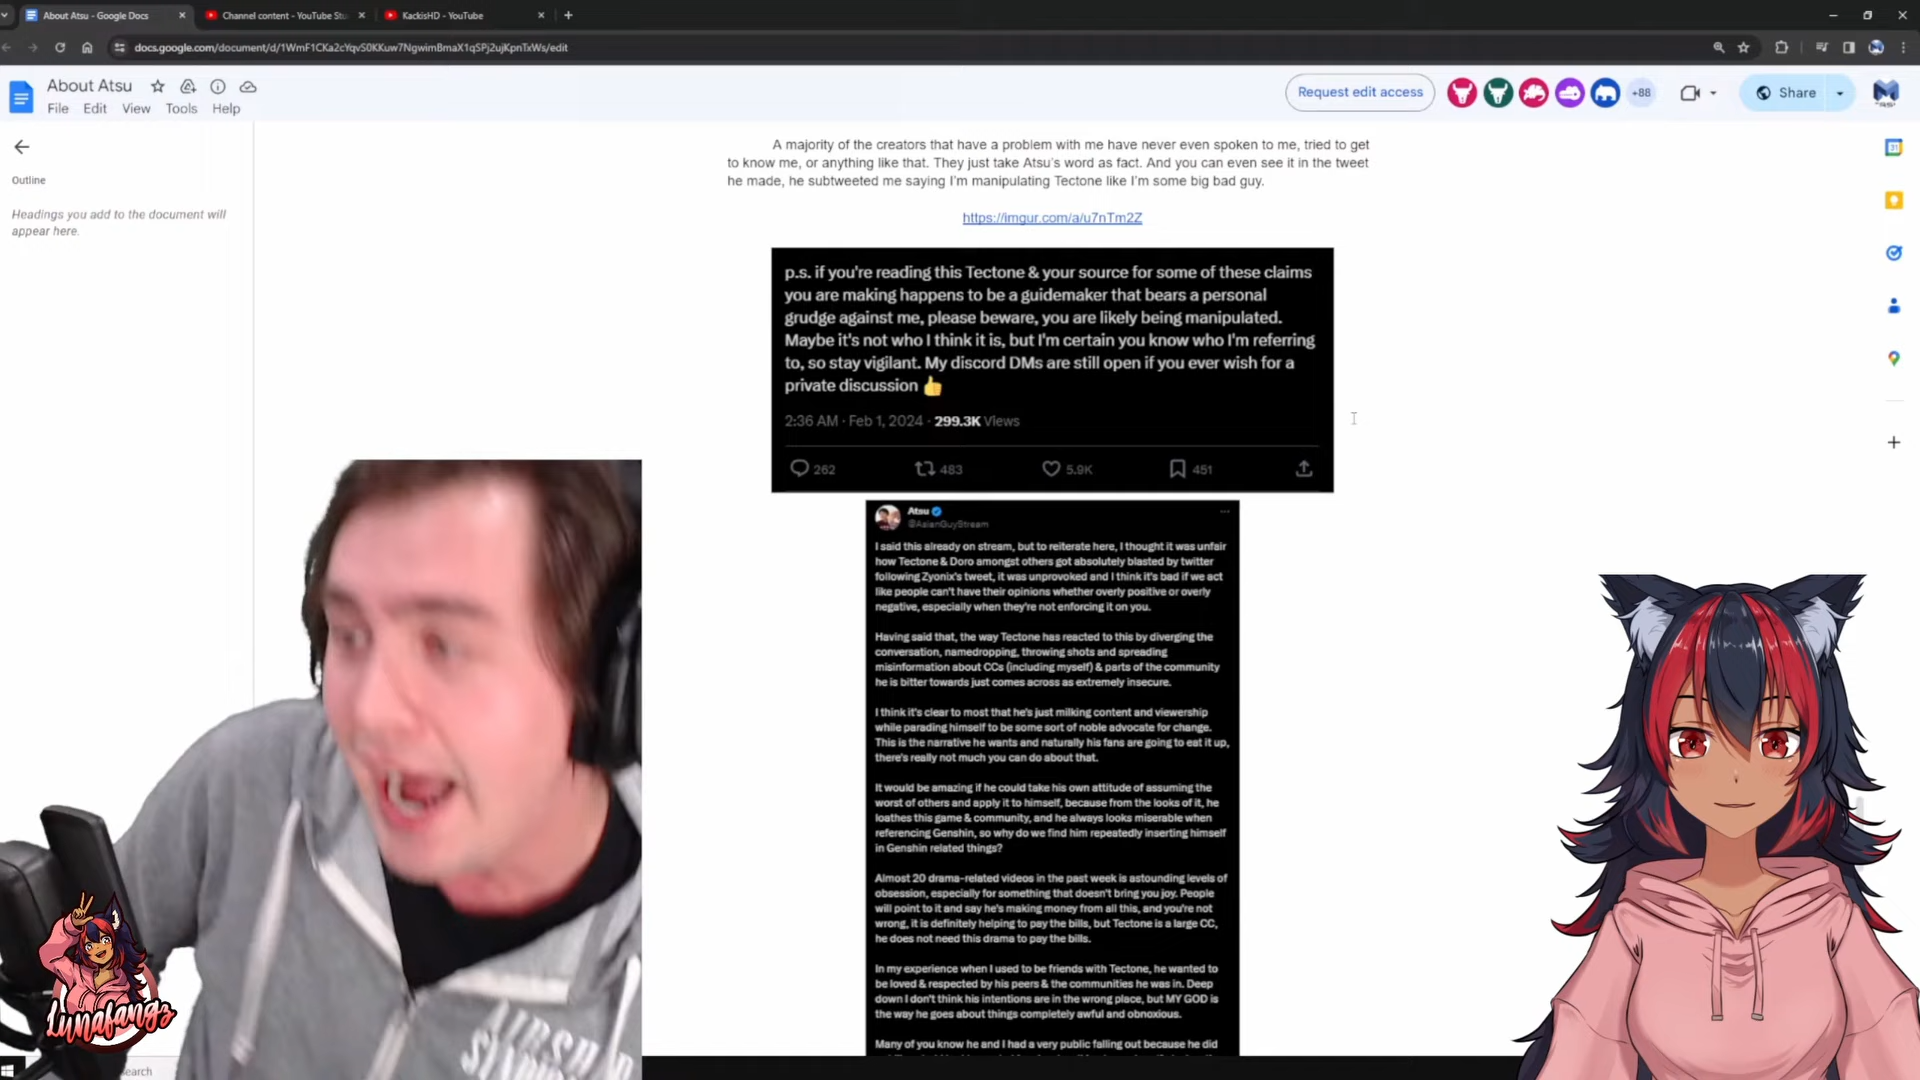 About Atsu - Google Docs
Channel content - YouTube Stu
KackisHD - YouTube
docs.google.com/document/d/1WmF1CKa2cYqvS0KKuw7NgwimBmaX1qSPj2ujKpnTxWs/edit
About Atsu
Request edit access
+88
Share
File Edit View Tools Help
Outline
Headings you add to the document will
appear here.
A majority of the creators that have a problem with me have never even spoken to me, tried to get
to know me, or anything like that. They just take Atsu's word as fact. And you can even see it in the tweet
he made, he subtweeted me saying I'm manipulating Tectone like I'm some big bad guy.
https://imgur.com/a/u7nTm2Z
p.s. if you're reading this Tectone & your source for some of these claims
you are making happens to be a guidemaker that bears a personal
grudge against me, please beware, you are likely being manipulated.
Maybe it's not who I think it is, but I'm certain you know who I'm referring
to, so stay vigilant. My discord DMs are still open if you ever wish for a
private discussion 👍
2:36 AM · Feb 1, 2024 · 299.3K Views
262 483 5.9K 451
Atsu
@AsianGuyStream
I said this already on stream, but to reiterate here, I thought it was unfair
how Tectone & Doro amongst others got absolutely blasted by twitter
following Zyonix's tweet, it was unprovoked and I think it's bad if we act
like people can't have their opinions whether overly positive or overly
negative, especially when they're not enforcing it on you.
Having said that, the way Tectone has reacted to this by diverging the
conversation, namedropping, throwing shots and spreading
misinformation about CCs (including myself) & parts of the community
he is bitter towards just comes across as extremely insecure.
I think it's clear to most that he's just milking content and viewership
while parading himself to be some sort of noble advocate for change.
This is the narrative he wants and naturally his fans are going to eat it up,
there's really not much you can do about that.
It would be amazing if he could take his own attitude of assuming the
worst of others and apply it to himself, because from the looks of it, he
loathes this game & community, and he always looks miserable when
referencing Genshin, so why do we find him repeatedly inserting himself
in Genshin related things?
Almost 20 drama-related videos in the past week is astounding levels of
obsession, especially for something that doesn't bring you joy. People
will point to it and say he's making money from all this, and you're not
wrong, it is definitely helping to pay the bills, but Tectone is a large CC,
he does not need this drama to pay the bills.
In my experience when I used to be friends with Tectone, he wanted to
be loved & respected by his peers & the communities he was in. Deep
down I don't think his intentions are in the wrong place, but MY GOD is
the way he goes about things completely awful and obnoxious.
Many of you know he and I had a very public falling out because he did
Lunafangz
earch